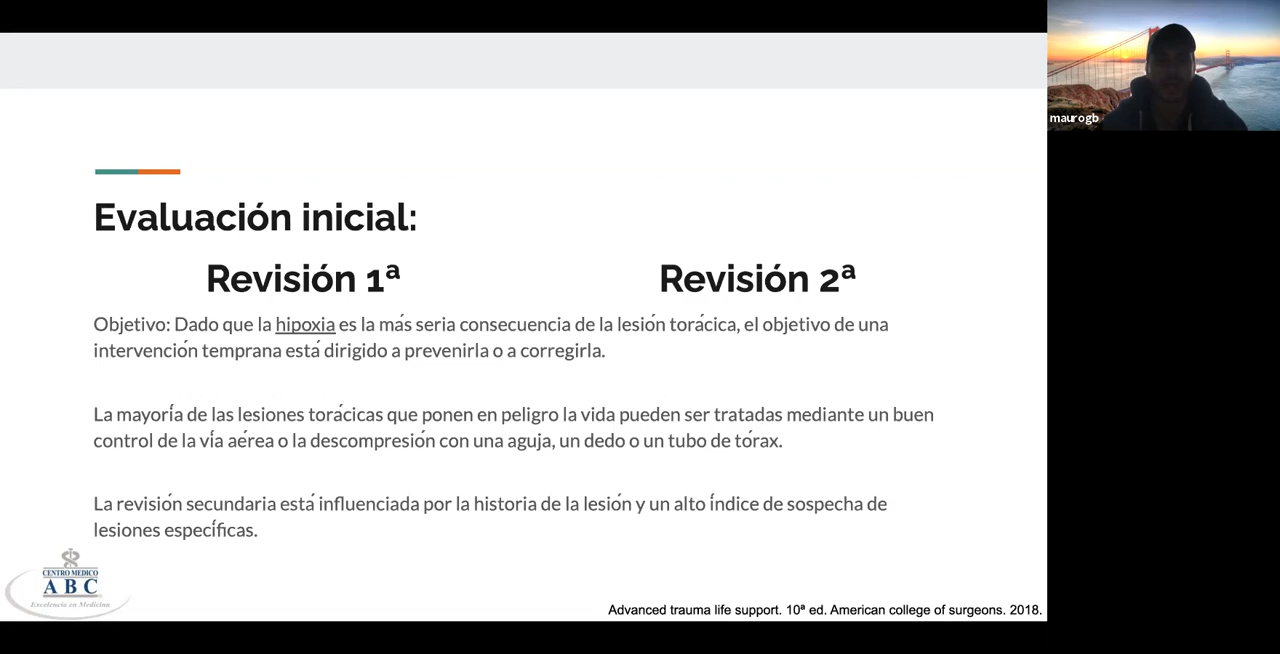 maurogb
Evaluación inicial:
Revisión 1ª
Revisión 2ª
Objetivo: Dado que la hipoxia es la más seria consecuencia de la lesión torácica, el objetivo de una
intervención temprana está dirigido a prevenirla o a corregirla.
La mayoría de las lesiones torácicas que ponen en peligro la vida pueden ser tratadas mediante un buen
control de la vía aérea o la descompresión con una aguja, un dedo o un tubo de tórax.
La revisión secundaria está influenciada por la historia de la lesión y un alto índice de sospecha de
lesiones específicas.
CENTRO MEDICO
ABC
Excelencia en Medicina
Advanced trauma life support. 10ª ed. American college of surgeons. 2018.